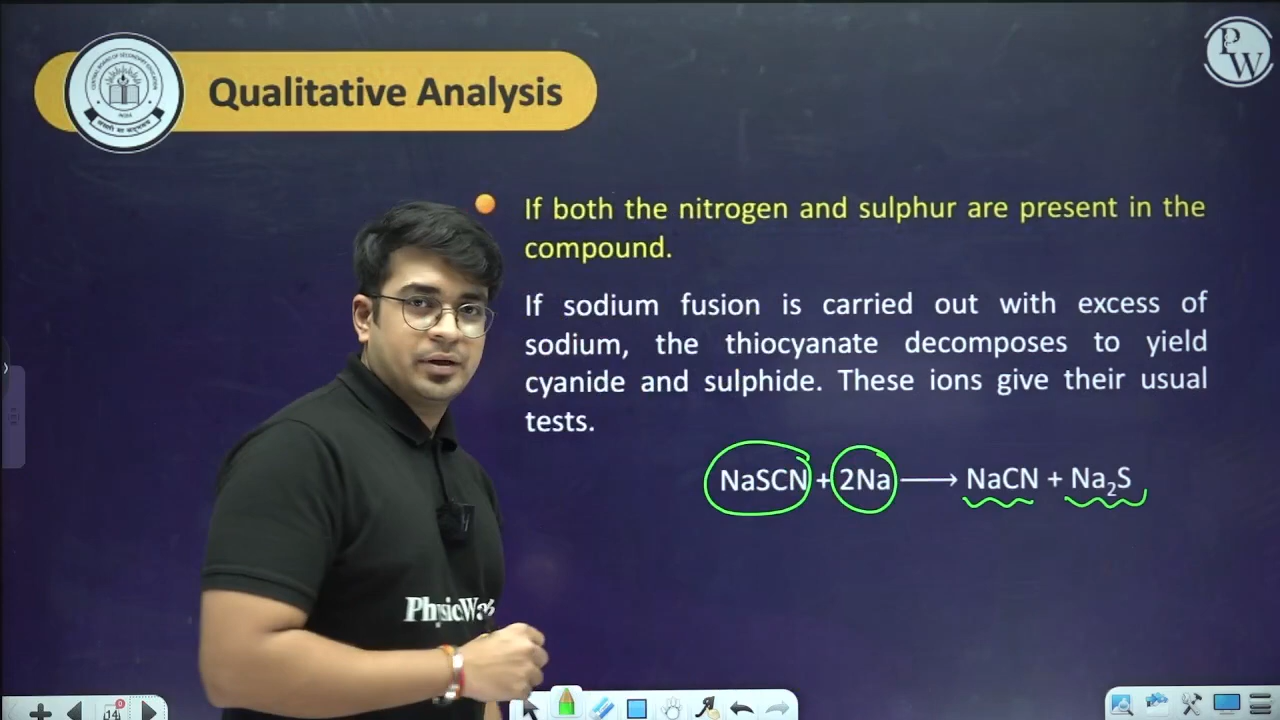 Qualitative Analysis
PW
If both the nitrogen and sulphur are present in the
compound.
If sodium fusion is carried out with excess of
sodium, the thiocyanate decomposes to yield
cyanide and sulphide. These ions give their usual
tests.
NaSCN + 2Na ⟶ NaCN + Na₂S